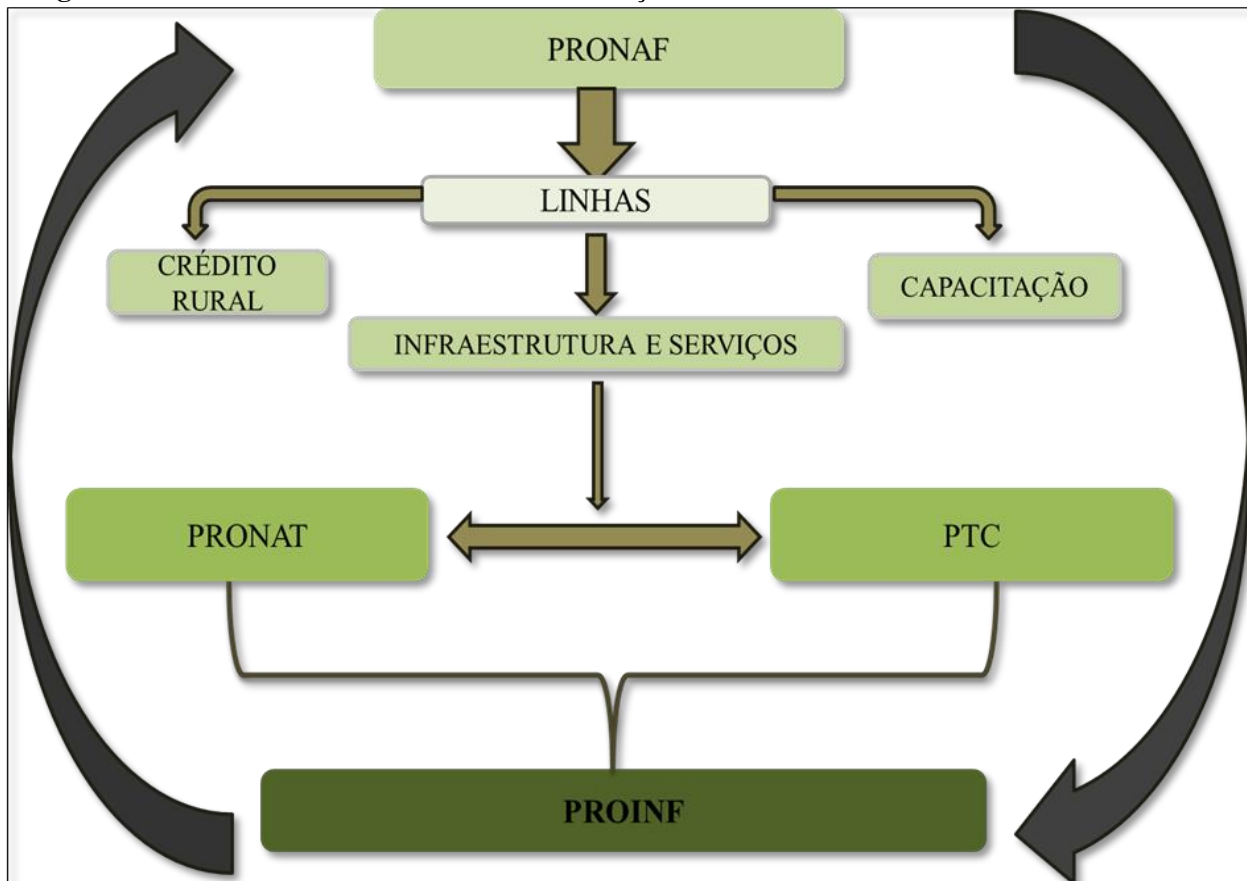 PRONAF
LINHAS
CRÉDITO
RURAL
CAPACITAÇÃO
INFRAESTRUTURA E SERVIÇOS
PRONAT
PTC
PROINF